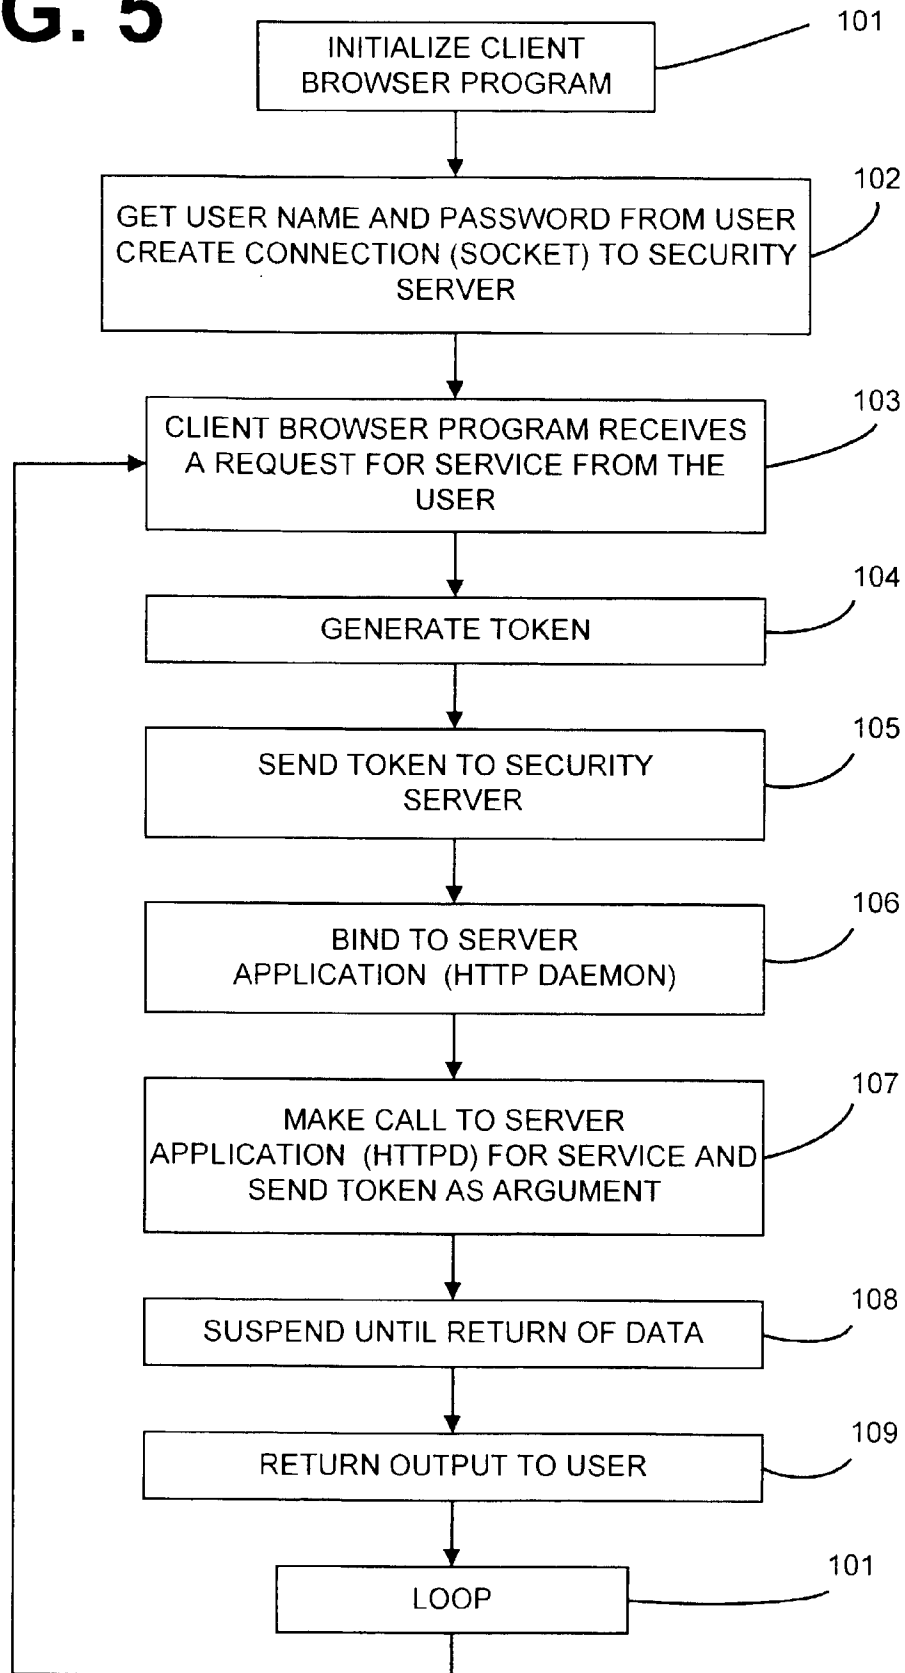 G. 5
INITIALIZE CLIENT
BROWSER PROGRAM
101
GET USER NAME AND PASSWORD FROM USER
CREATE CONNECTION (SOCKET) TO SECURITY
SERVER
102
CLIENT BROWSER PROGRAM RECEIVES
A REQUEST FOR SERVICE FROM THE
USER
103
GENERATE TOKEN
104
SEND TOKEN TO SECURITY
SERVER
105
BIND TO SERVER
APPLICATION (HTTP DAEMON)
106
MAKE CALL TO SERVER
APPLICATION (HTTPD) FOR SERVICE AND
SEND TOKEN AS ARGUMENT
107
SUSPEND UNTIL RETURN OF DATA
108
RETURN OUTPUT TO USER
109
LOOP
101